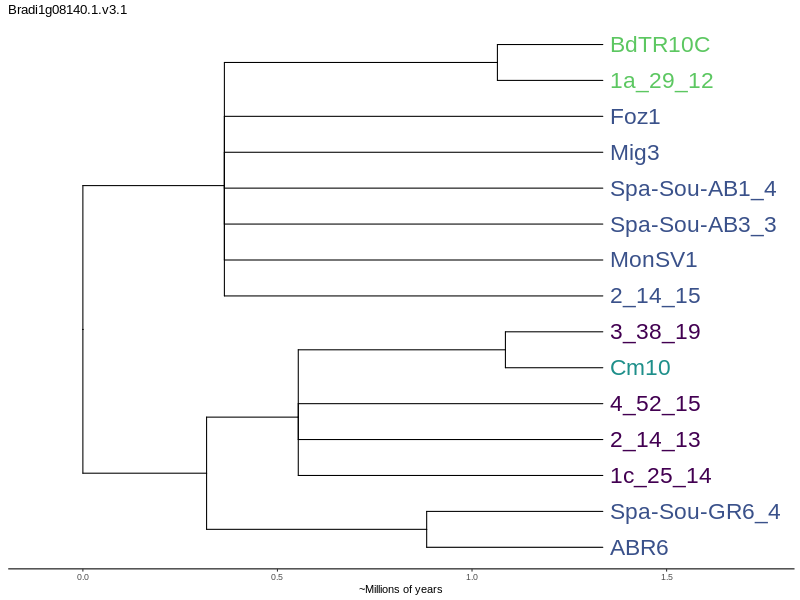 Bradi1g08140.1.v3.1
BdTR10C
1a_29_12
Foz1
Mig3
Spa-Sou-AB1_4
Spa-Sou-AB3_3
MonSV1
2_14_15
3_38_19
Cm10
4_52_15
2_14_13
1c_25_14
Spa-Sou-GR6_4
ABR6
0.0 0.5 1.0 1.5
~Millions of years